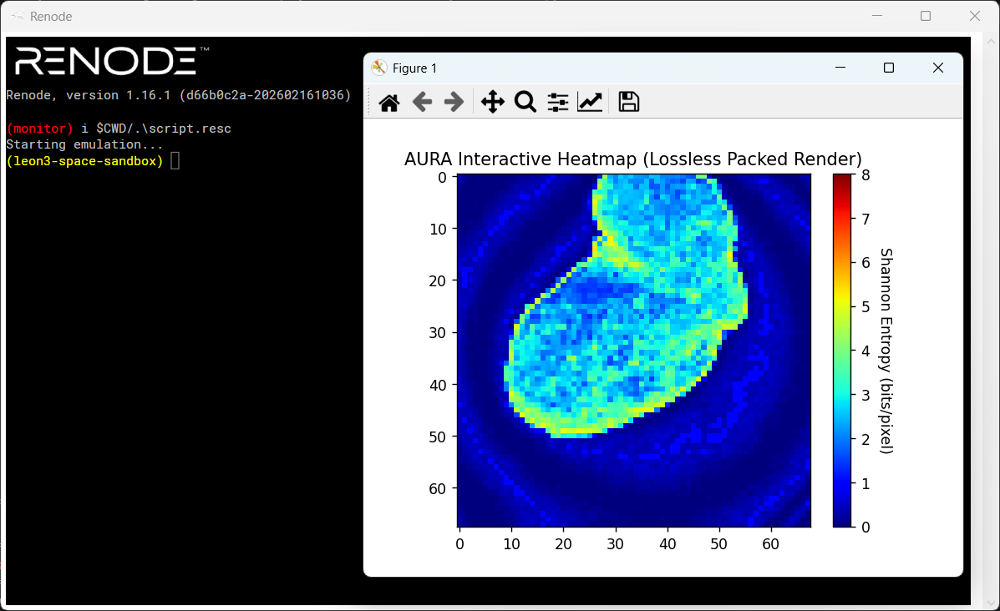 Renode
RENODE™
Renode, version 1.16.1 (d66b0c2a-202602161036)
(monitor) i $CWD/.\script.resc
Starting emulation...
(leon3-space-sandbox)
Figure 1
AURA Interactive Heatmap (Lossless Packed Render)
0
10
20
30
40
50
60
0
10
20
30
40
50
60
8
7
6
5
4
3
2
1
0
Shannon Entropy (bits/pixel)